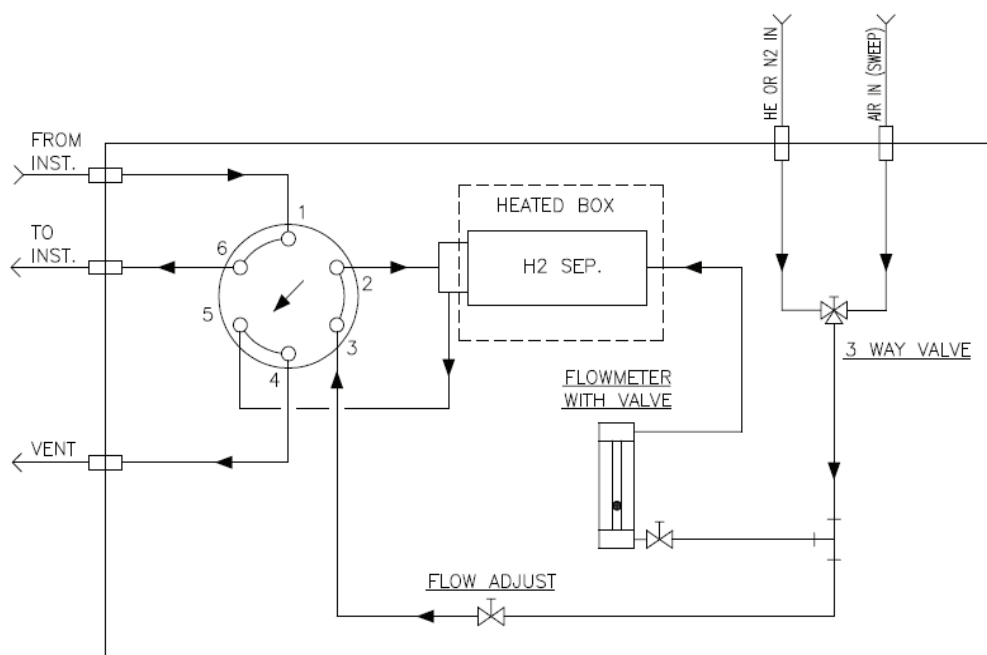 HE OR N2 IN
AIR IN (SWEEP)
FROM
INST.
1
HEATED BOX
TO
INST.
6
H2 SEP.
2
5
3
3 WAY VALVE
4
FLOWMETER
WITH VALVE
VENT
FLOW ADJUST